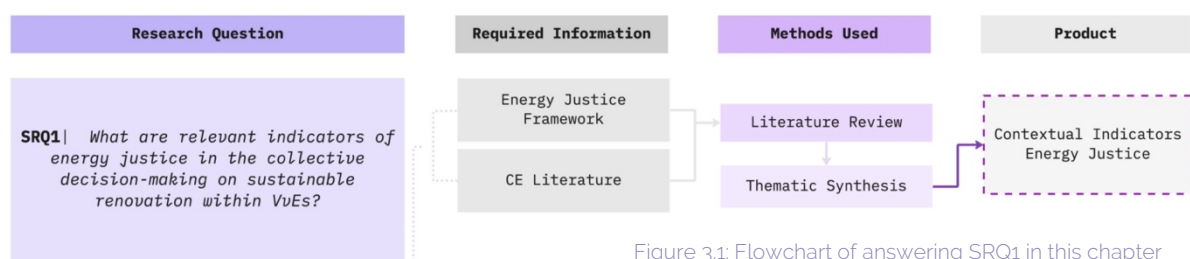 Research Question
Required Information
Methods Used
Product
SRQ1| What are relevant indicators of
energy justice in the collective
decision-making on sustainable
renovation within VvEs?
Energy Justice
Framework
CE Literature
Literature Review
Thematic Synthesis
Contextual Indicators
Energy Justice
Figure 3.1: Flowchart of answering SRQ1 in this chapter